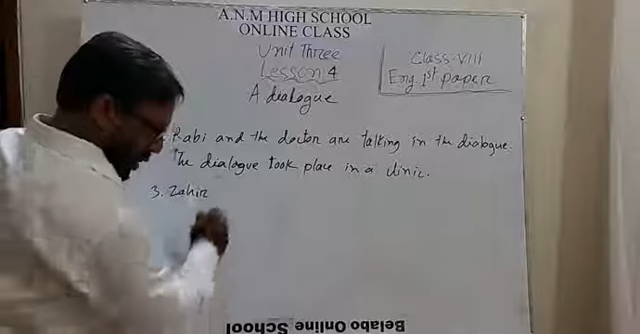 A.N.M HIGH SCHOOL
ONLINE CLASS
Unit Three
Lesson 4
A dialogue
Class-VIII
Eng. 1st paper
Rabi and the doctor are talking in the dialogue.
The dialogue took place in a clinic.
3. Zahir
Belabo Online School